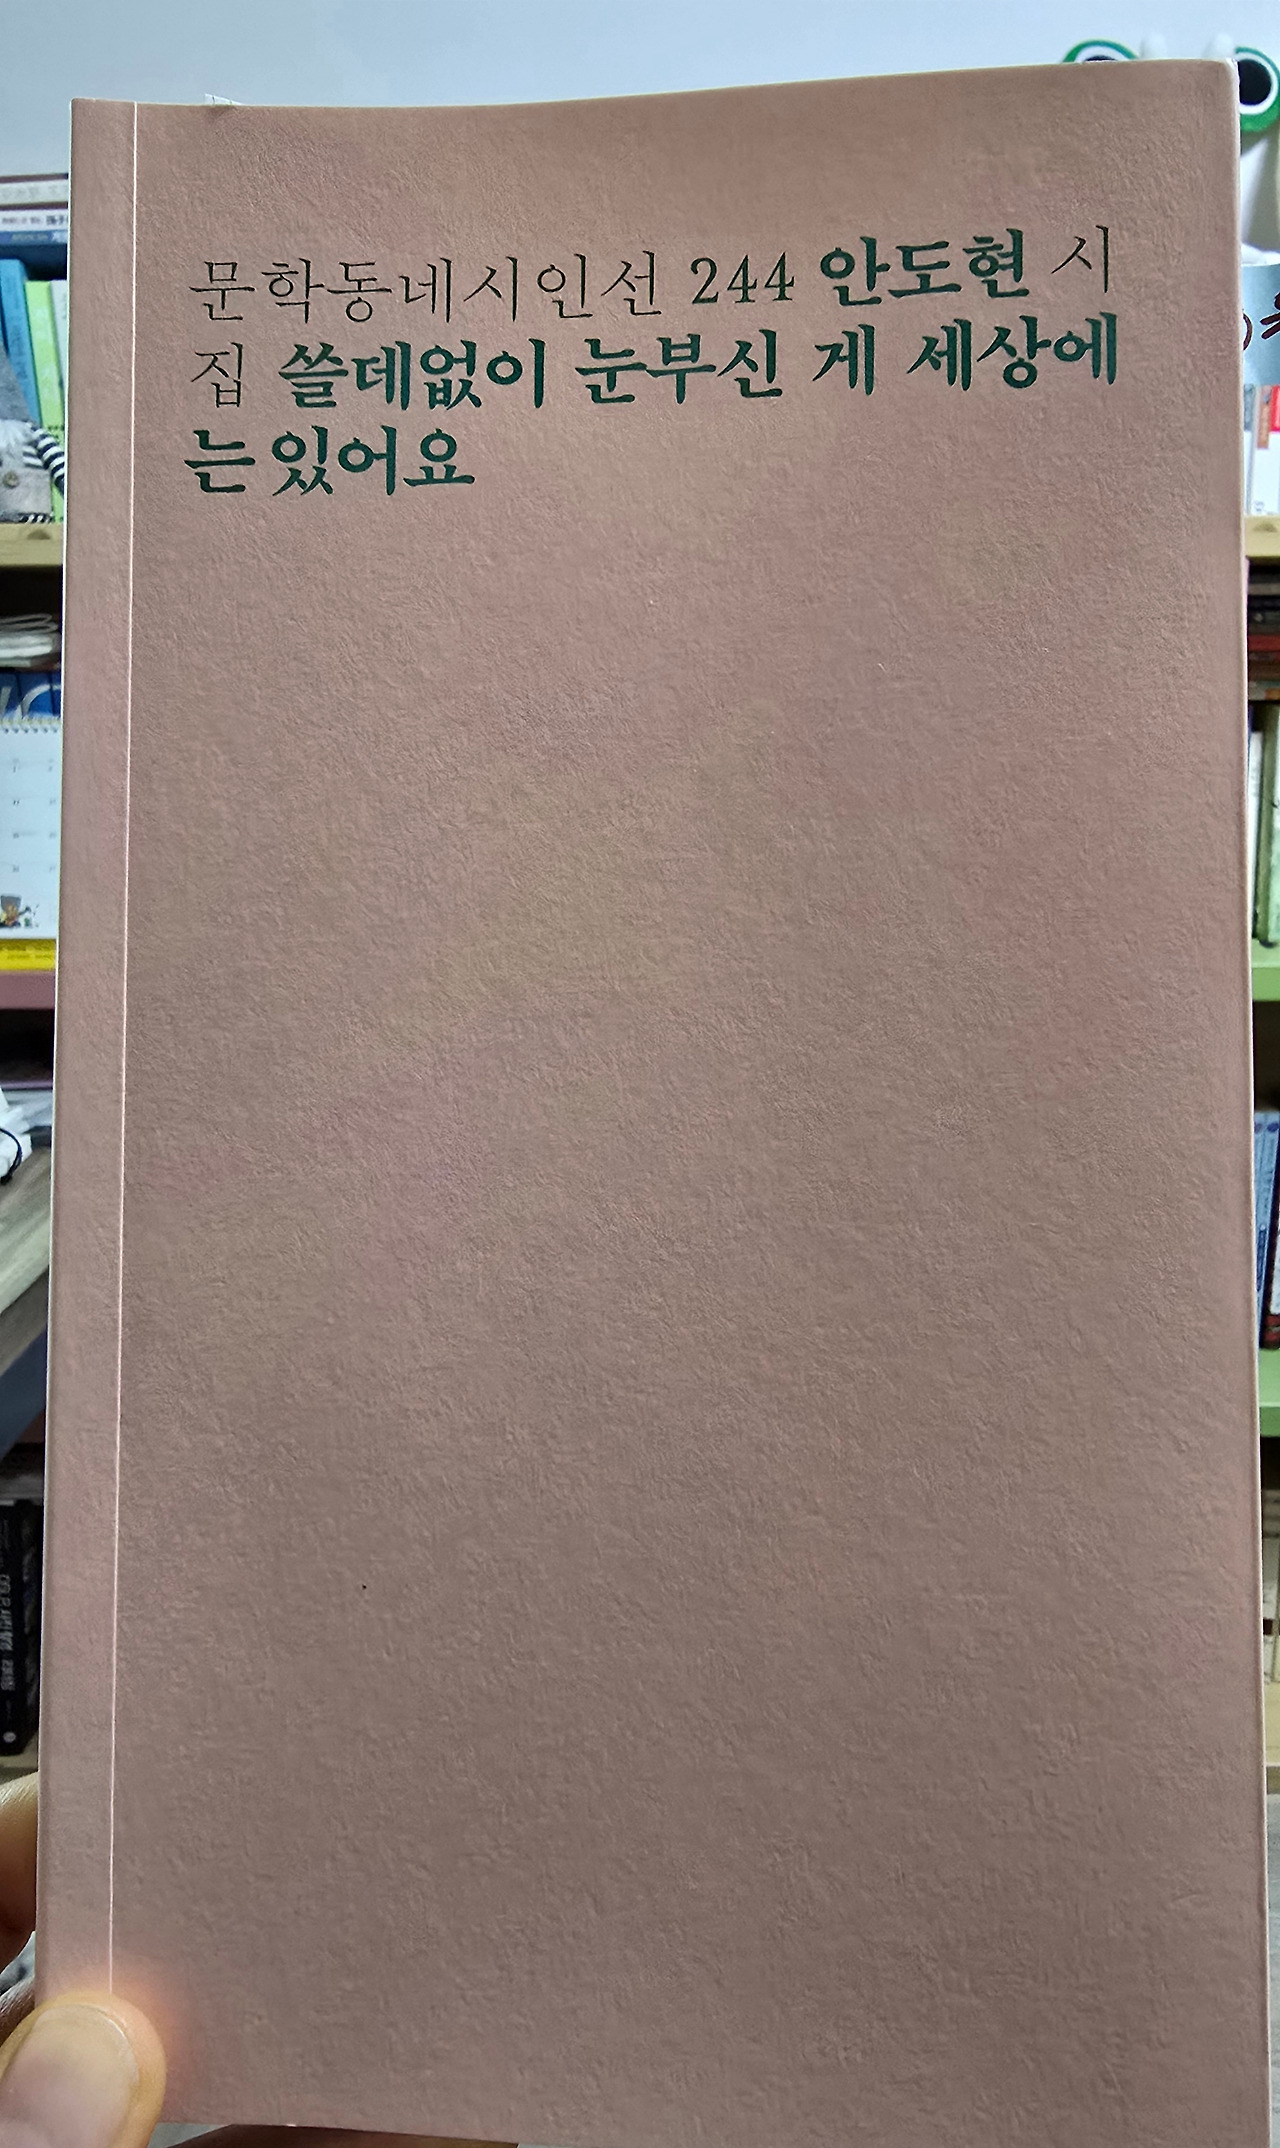 문학동네시인선 244 안도현 시
집 쓸데없이 눈부신 게 세상에
는 있어요